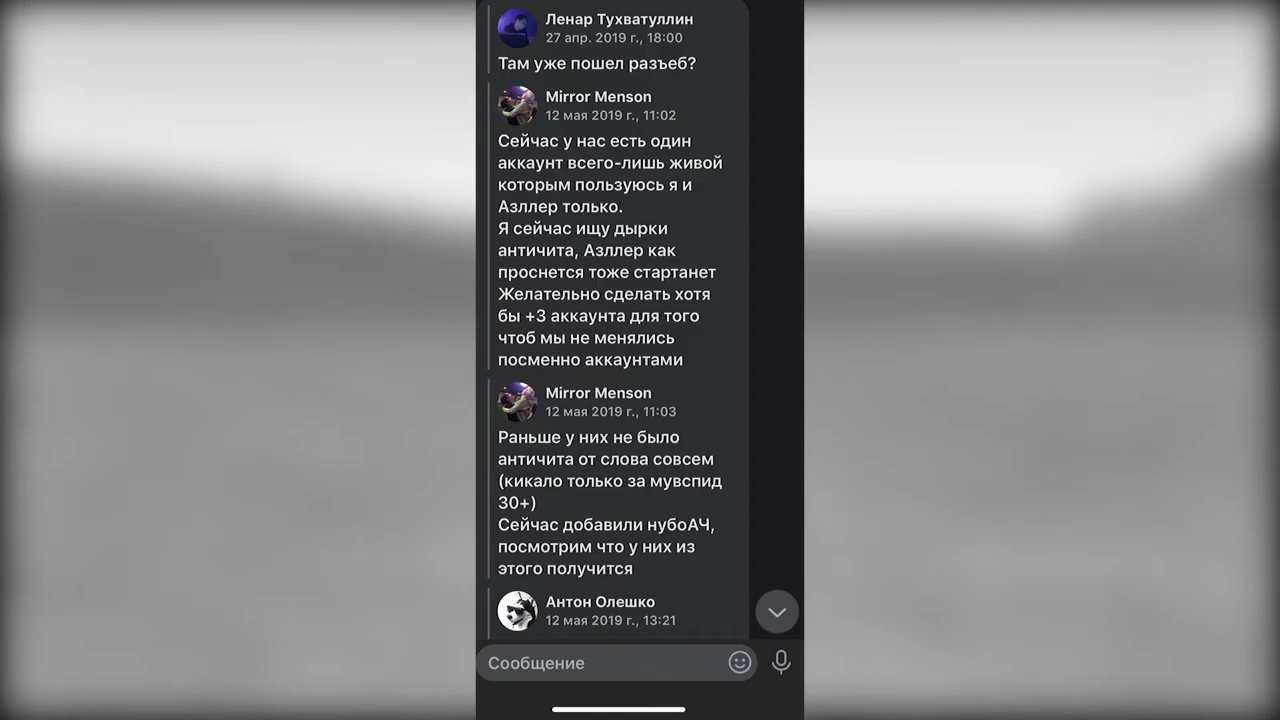 Ленар Тухватуллин
27 апр. 2019 г., 18:00
Там уже пошел разъеб?
Mirror Menson
12 мая 2019 г., 11:02
Сейчас у нас есть один
аккаунт всего-лишь живой
которым пользуюсь я и
Азллер только.
Я сейчас ищу дырки
античита, Азллер как
проснется тоже стартанет
Желательно сделать хотя
бы +3 аккаунта для того
чтоб мы не менялись
посменно аккаунтами
Mirror Menson
12 мая 2019 г., 11:03
Раньше у них не было
античита от слова совсем
(кикало только за мувспид
30+)
Сейчас добавили нубоАЧ,
посмотрим что у них из
этого получится
Антон Олешко
12 мая 2019 г., 13:21
Сообщение